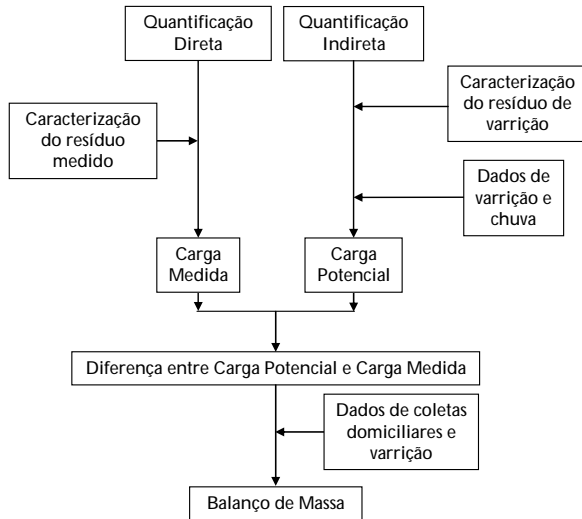 Quantificação
Direta
Quantificação
Indireta
Caracterização
do resíduo de
varrição
Caracterização
do resíduo
medido
Dados de
varrição e
chuva
Carga
Medida
Carga
Potencial
Diferença entre Carga Potencial e Carga Medida
Dados de coletas
domiciliares e
varrição
Balanço de Massa